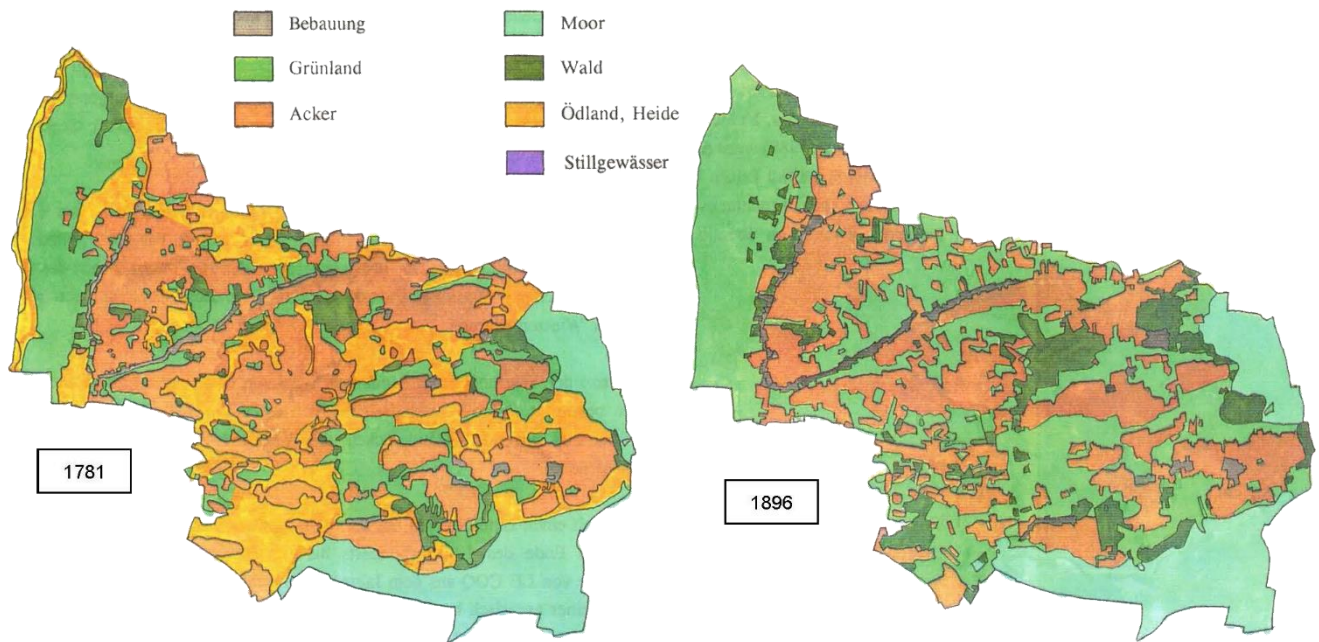 Bebauung
Grünland
Acker
Moor
Wald
Ödland, Heide
Stillgewässer
1781
1896